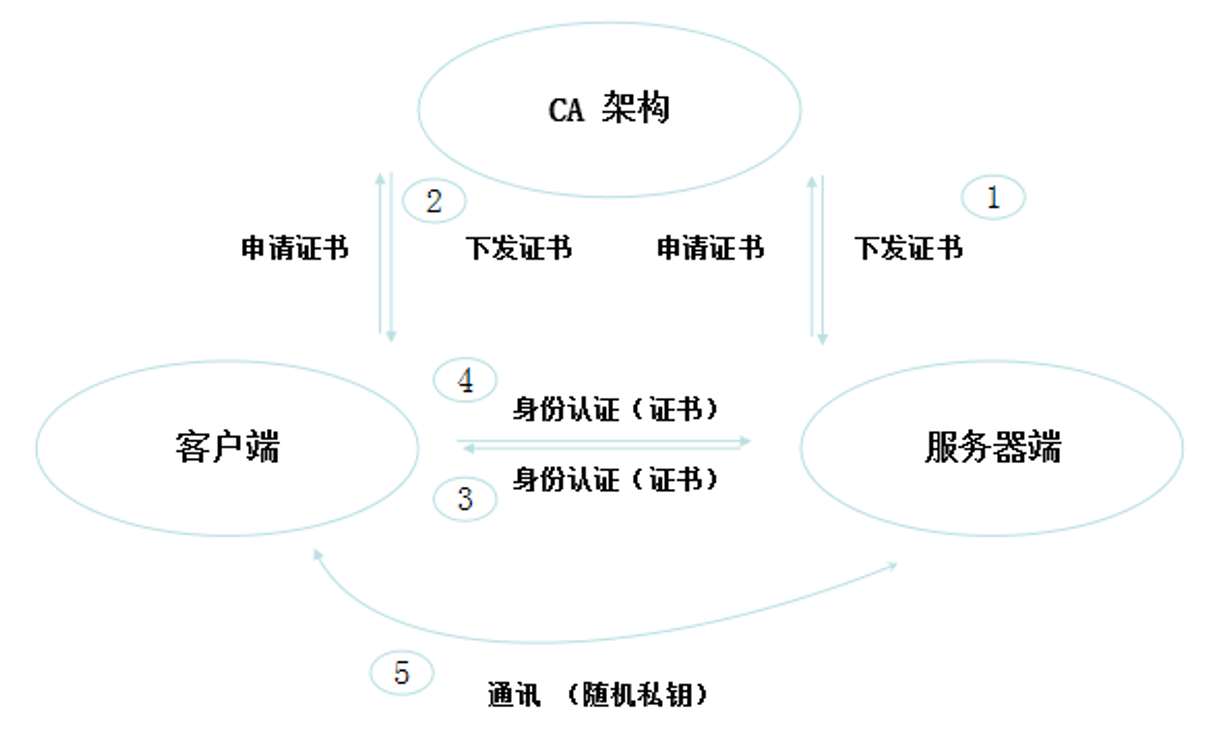 CA 架构
1
2
申请证书 下发证书 申请证书 下发证书
4
身份认证（证书）
客户端 服务器端
身份认证（证书）
3
5
通讯 （随机私钥）